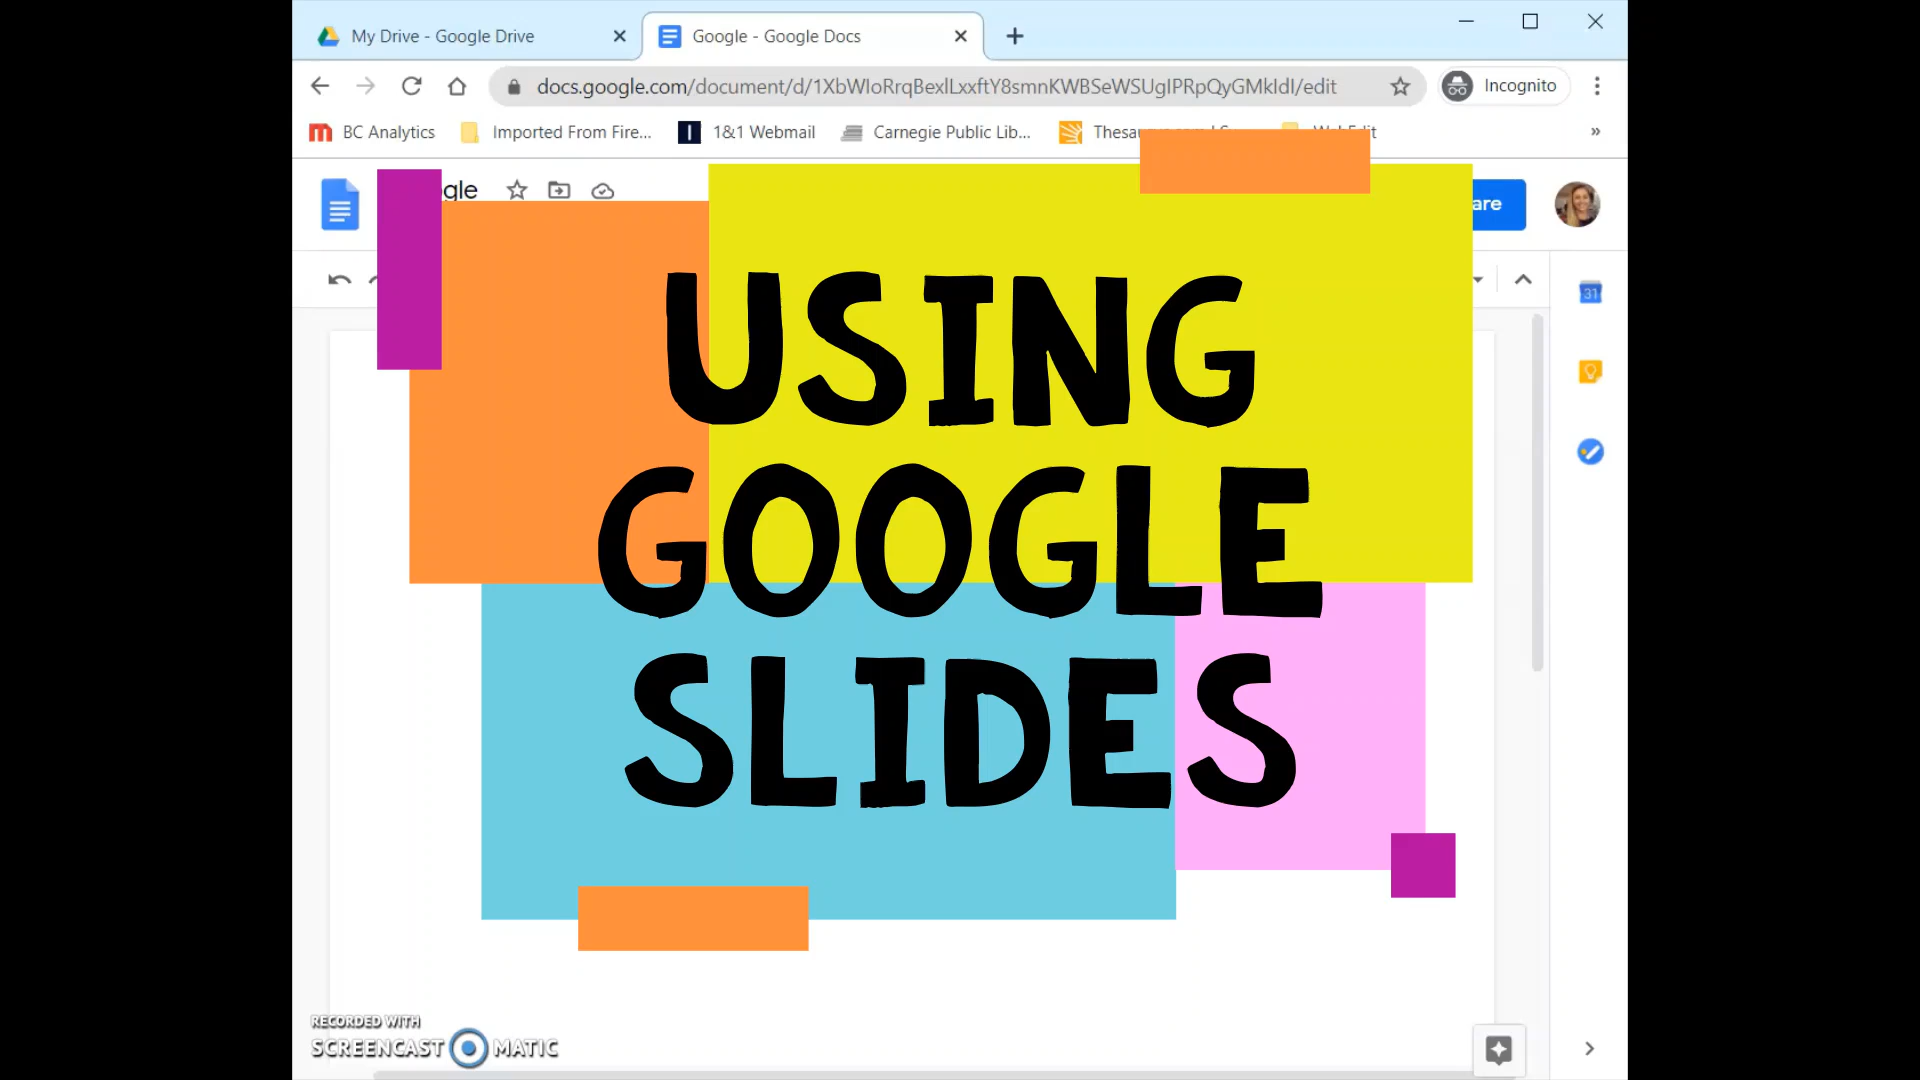 My Drive - Google Drive
Google - Google Docs
docs.google.com/document/d/1XbWIoRrqBexlLxxftY8smnKWBSeWSUgIPRpQyGMkIdI/edit
Incognito
BC Analytics
Imported From Fire...
1&1 Webmail
Carnegie Public Lib...
gle
are
31
USING
GOOGLE
SLIDES
RECORDED WITH
SCREENCAST MATIC